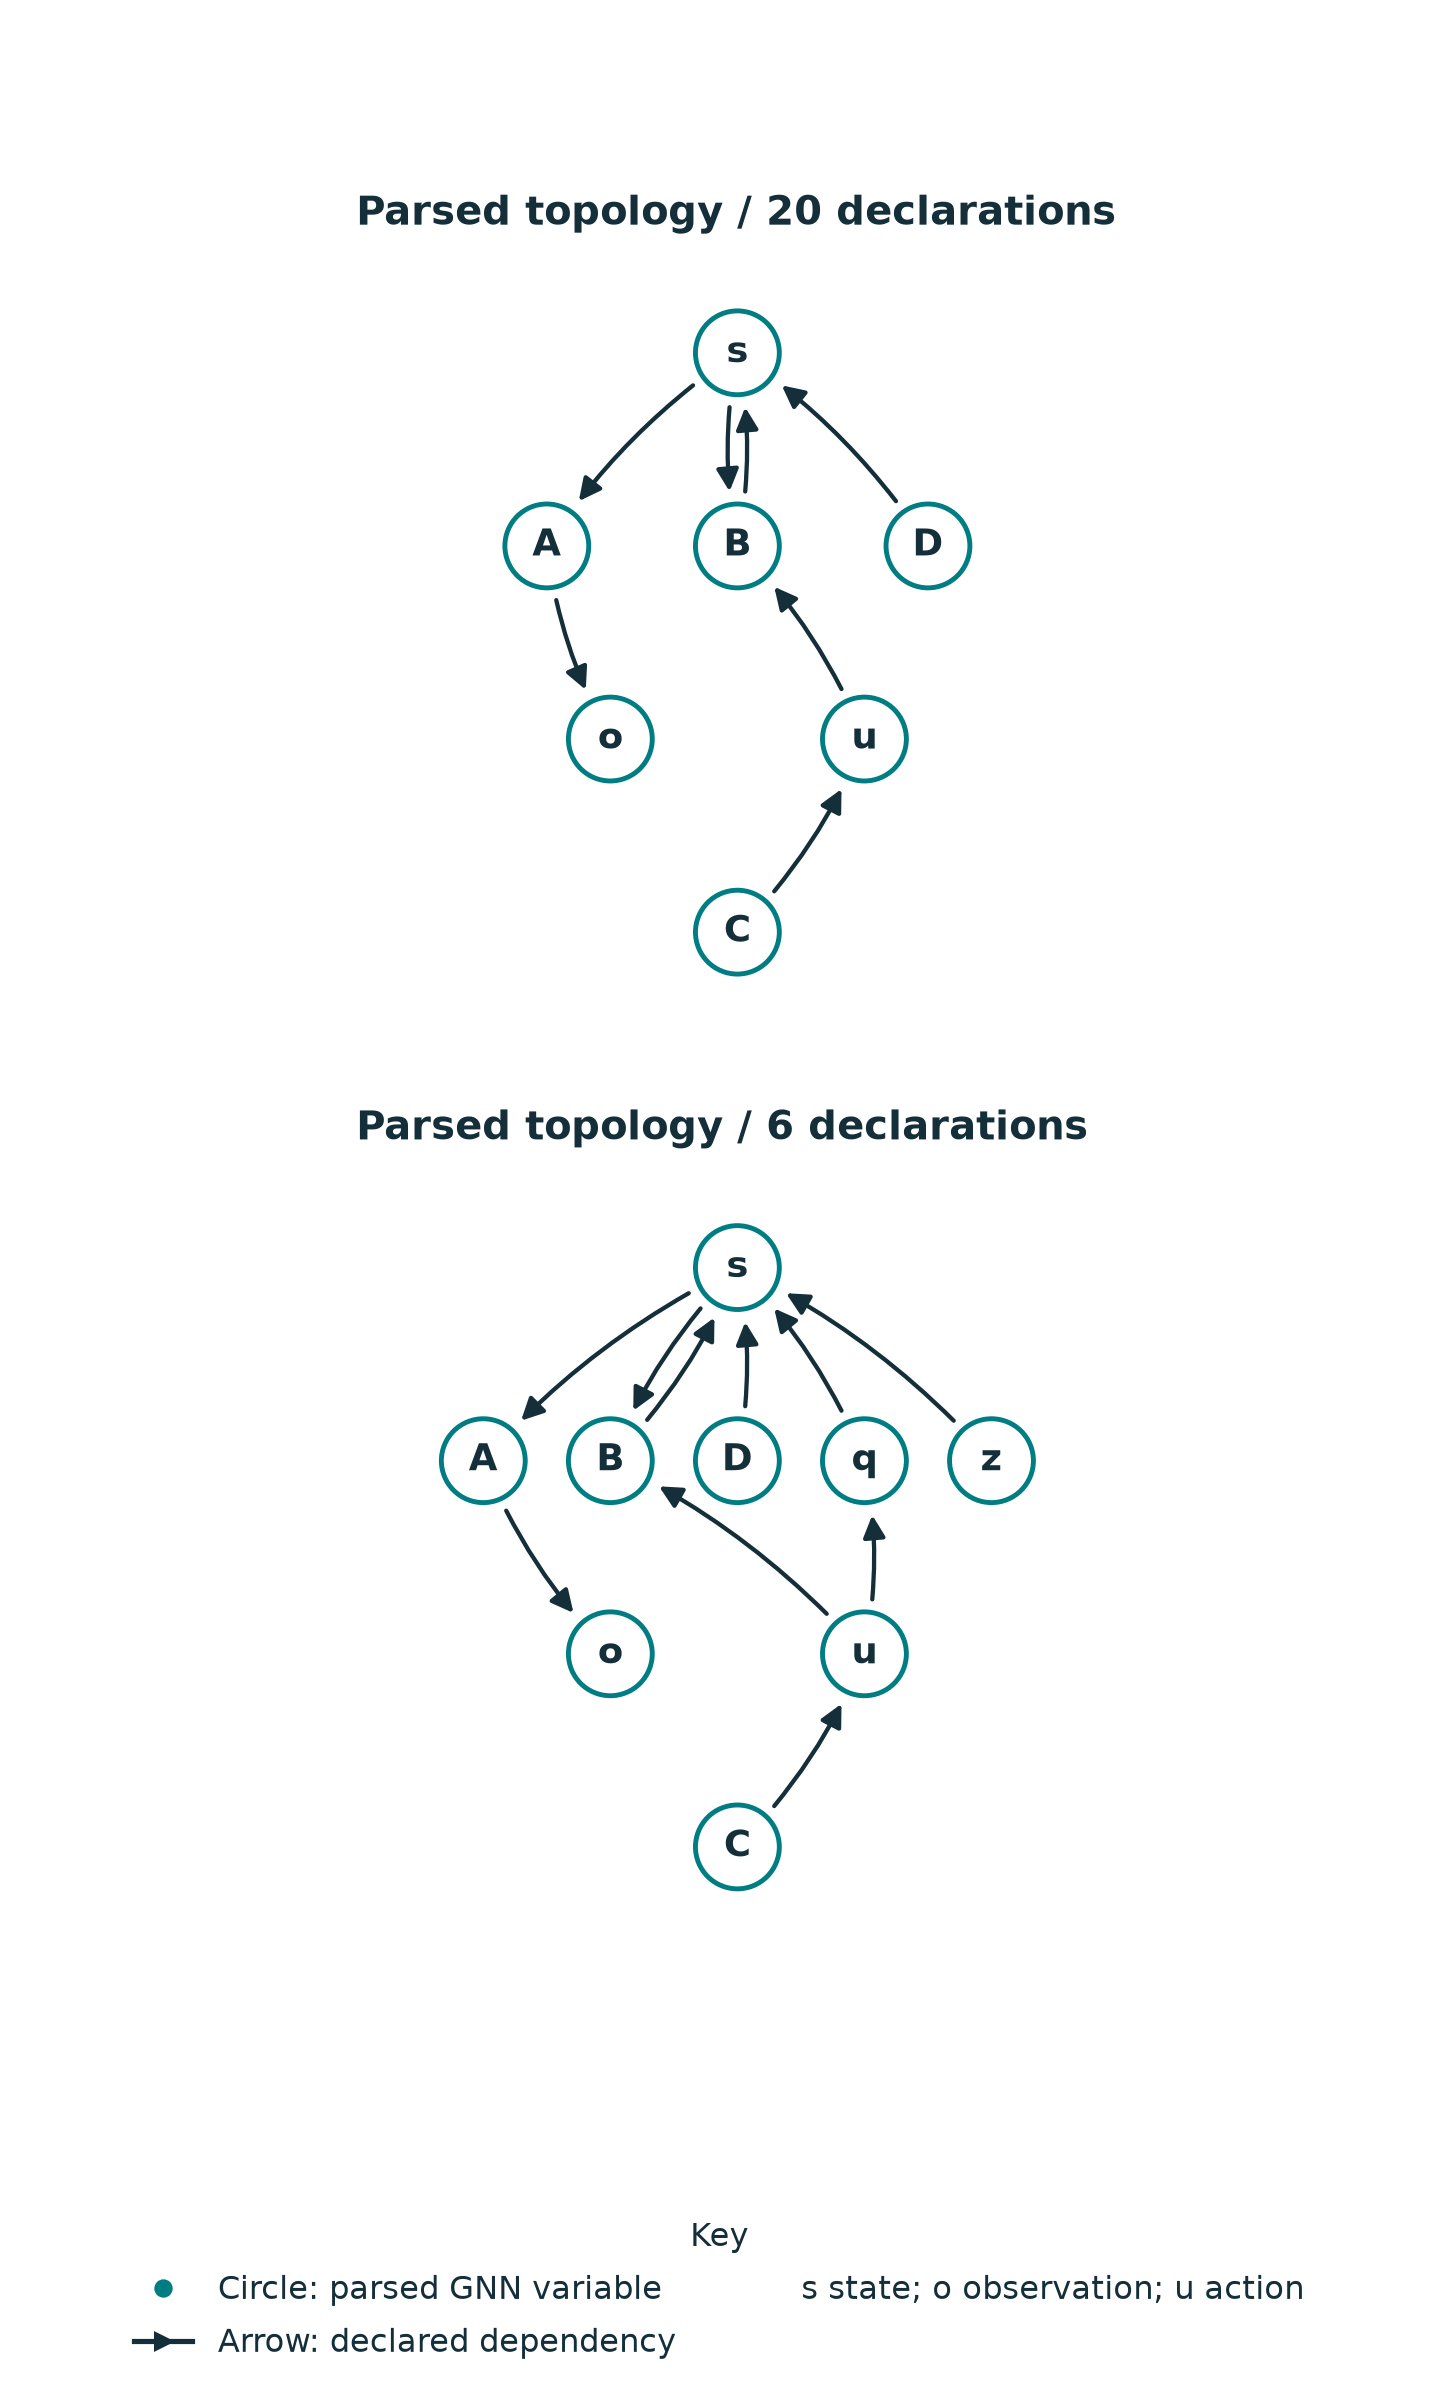 Parsed topology / 20 declarations
s
A
B
D
o
u
C
Parsed topology / 6 declarations
s
A
B
D
q
z
o
u
C
Key
Circle: parsed GNN variable
s state; o observation; u action
Arrow: declared dependency